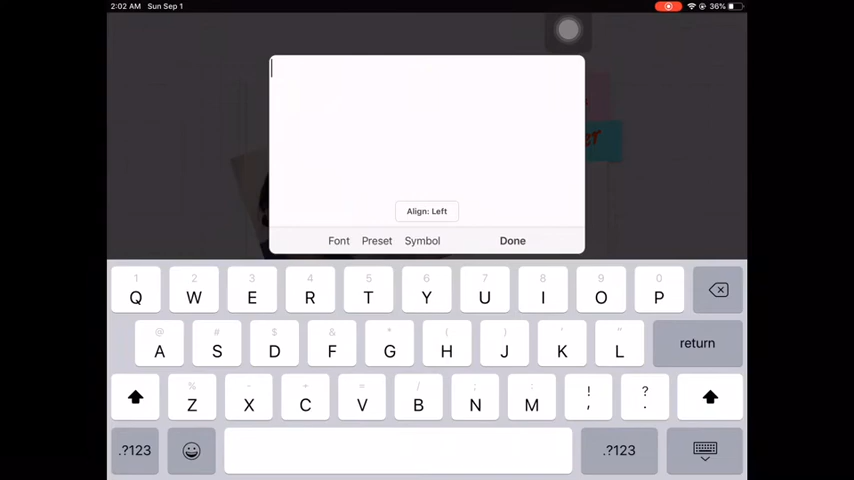 2:02 AM Sun Sep 1 36%
er
Align: Left
Font Preset Symbol Done
1 2 3 4 5 6 7 8 9 0
Q W E R T Y U I O P
@ # $ & * ( ) ' "
A S D F G H J K L return
% - + = / ; : ! ?
Z X C V B N M , .
.?123 .?123